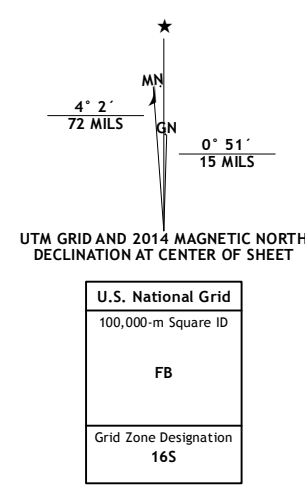 ★
MN
4° 2´
72 MILS
GN
0° 51´
15 MILS
UTM GRID AND 2014 MAGNETIC NORTH
DECLINATION AT CENTER OF SHEET
U.S. National Grid
100,000-m Square ID
FB
Grid Zone Designation
16S